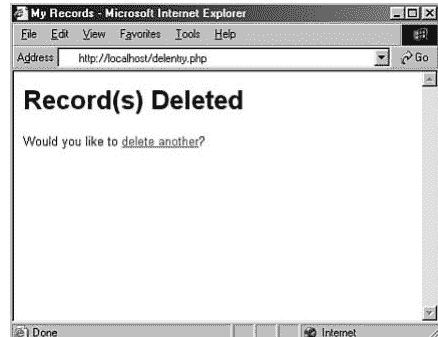 My Records - Microsoft Internet Explorer
File Edit View Favorites Tools Help
Address http://localhost/delentry.php Go
Record(s) Deleted
Would you like to delete another?
Done Internet